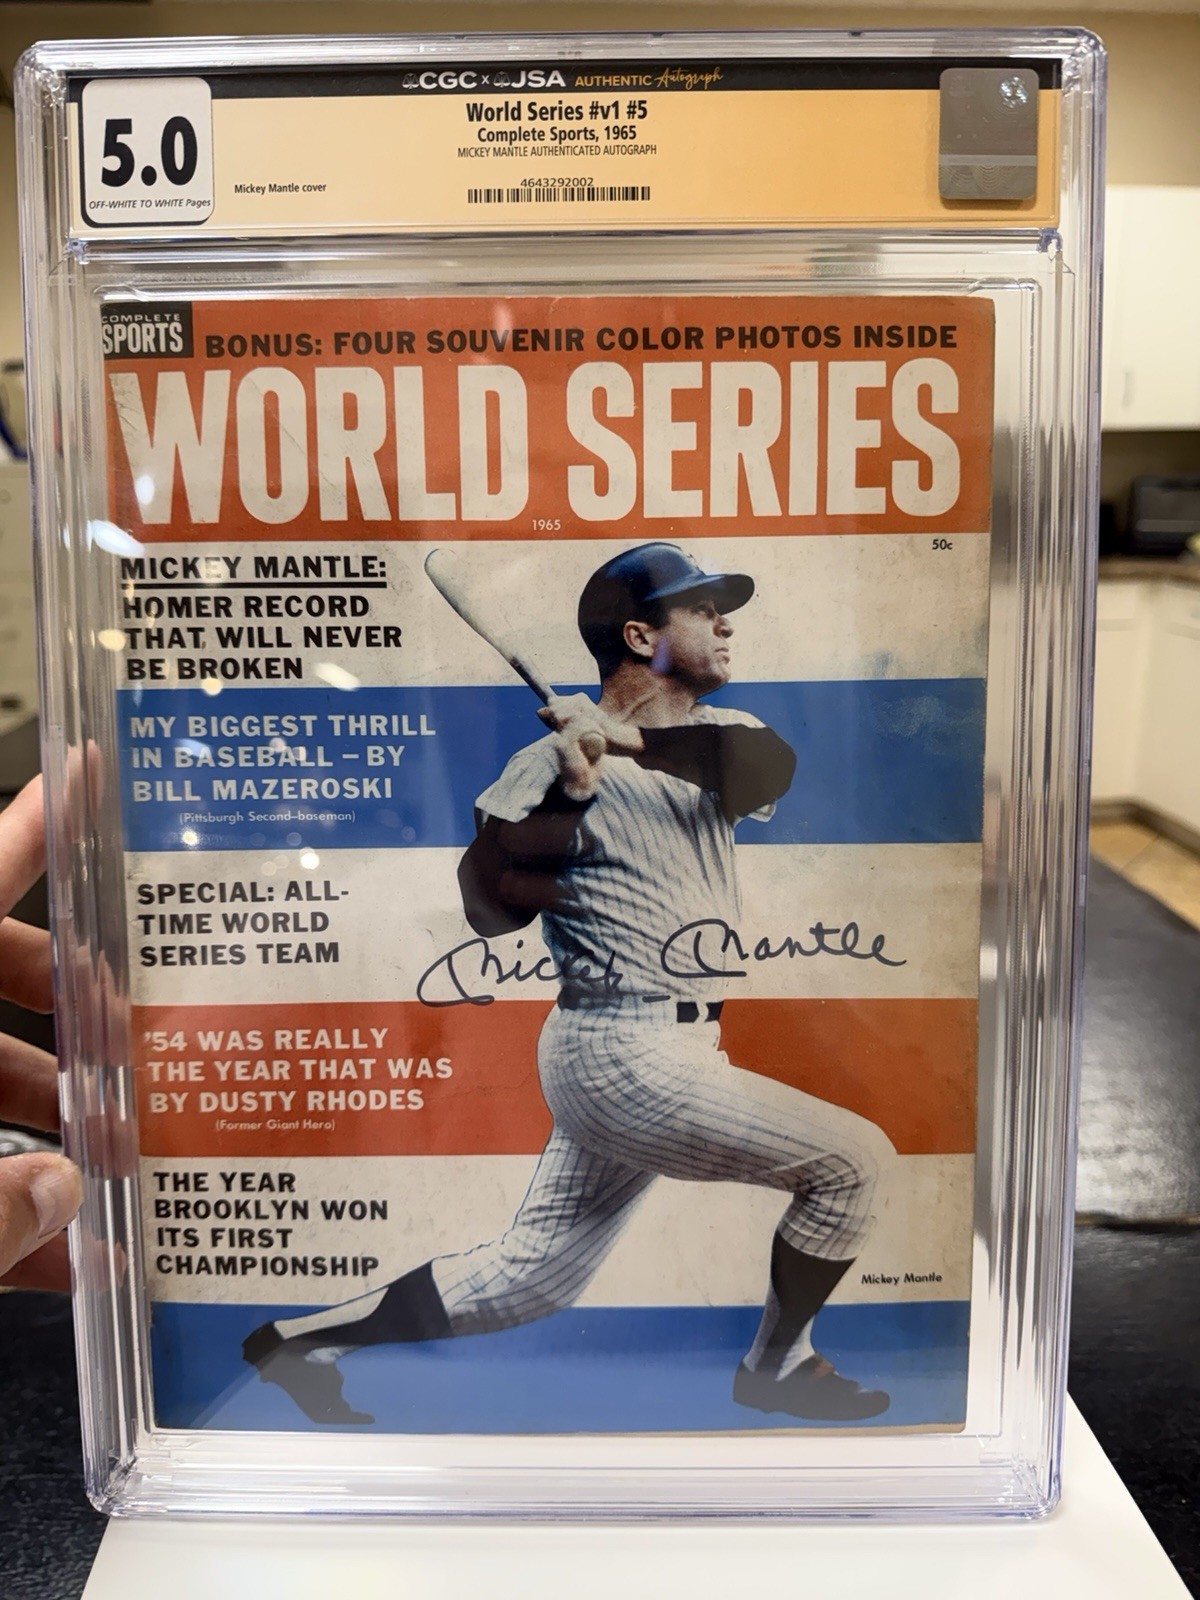 CGC x JSA AUTHENTIC Autograph
5.0
OFF-WHITE TO WHITE Pages
World Series #v1 #5
Complete Sports, 1965
MICKEY MANTLE AUTHENTICATED AUTOGRAPH
Mickey Mantle cover
4643292002
COMPLETE
SPORTS
BONUS: FOUR SOUVENIR COLOR PHOTOS INSIDE
WORLD SERIES
1965
50c
MICKEY MANTLE:
HOMER RECORD
THAT WILL NEVER
BE BROKEN
MY BIGGEST THRILL
IN BASEBALL – BY
BILL MAZEROSKI
(Pittsburgh Second-baseman)
SPECIAL: ALL-
TIME WORLD
SERIES TEAM
Mickey Mantle
'54 WAS REALLY
THE YEAR THAT WAS
BY DUSTY RHODES
(Former Giant Hero)
THE YEAR
BROOKLYN WON
ITS FIRST
CHAMPIONSHIP
Mickey Mantle